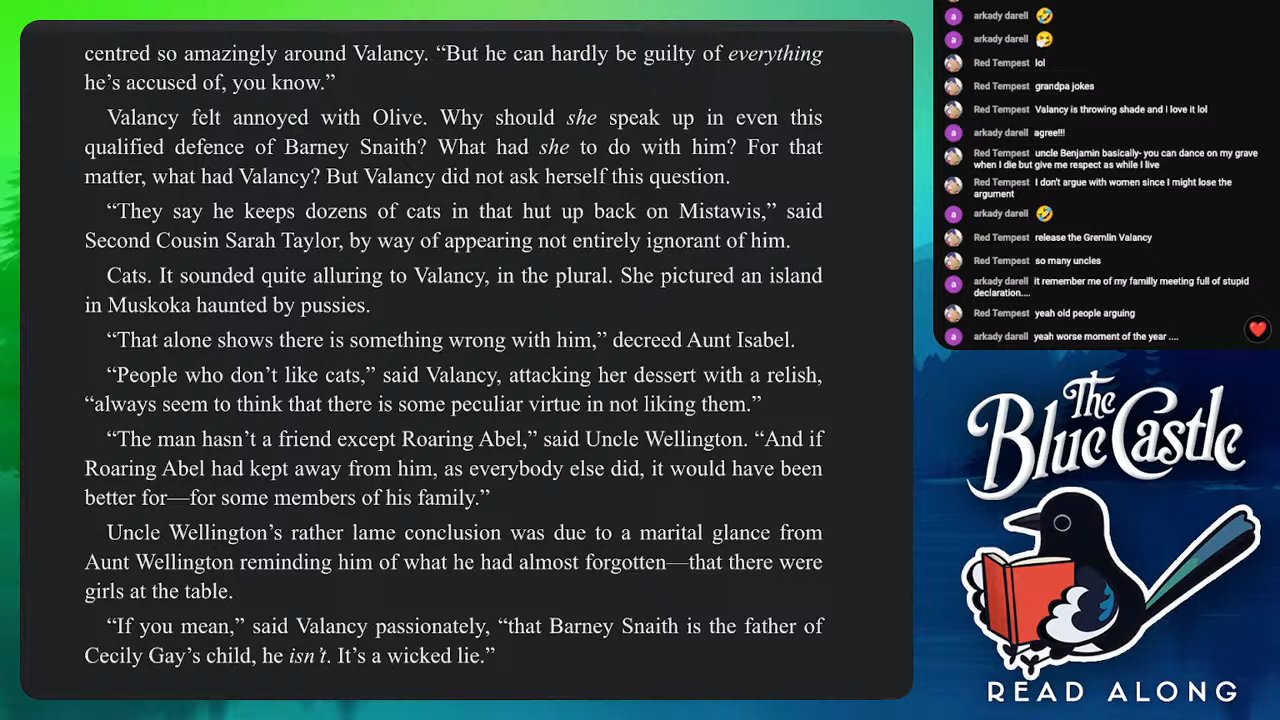 centred so amazingly around Valancy. “But he can hardly be guilty of everything
he’s accused of, you know.”
Valancy felt annoyed with Olive. Why should she speak up in even this
qualified defence of Barney Snaith? What had she to do with him? For that
matter, what had Valancy? But Valancy did not ask herself this question.
“They say he keeps dozens of cats in that hut up back on Mistawis,” said
Second Cousin Sarah Taylor, by way of appearing not entirely ignorant of him.
Cats. It sounded quite alluring to Valancy, in the plural. She pictured an island
in Muskoka haunted by pussies.
“That alone shows there is something wrong with him,” decreed Aunt Isabel.
“People who don’t like cats,” said Valancy, attacking her dessert with a relish,
“always seem to think that there is some peculiar virtue in not liking them.”
“The man hasn’t a friend except Roaring Abel,” said Uncle Wellington. “And if
Roaring Abel had kept away from him, as everybody else did, it would have been
better for—for some members of his family.”
Uncle Wellington’s rather lame conclusion was due to a marital glance from
Aunt Wellington reminding him of what he had almost forgotten—that there were
girls at the table.
“If you mean,” said Valancy passionately, “that Barney Snaith is the father of
Cecily Gay’s child, he isn’t. It’s a wicked lie.”
a arkady darell 🤣
a arkady darell 🤧
Red Tempest lol
Red Tempest grandpa jokes
Red Tempest Valancy is throwing shade and I love it lol
a arkady darell agree!!!
Red Tempest uncle Benjamin basically- you can dance on my grave
when I die but give me respect as while I live
Red Tempest I don't argue with women since I might lose the
argument
a arkady darell 🤣
Red Tempest release the Gremlin Valancy
Red Tempest so many uncles
a arkady darell it remember me of my familly meeting full of stupid
declaration....
Red Tempest yeah old people arguing
a arkady darell yeah worse moment of the year ....
The
Blue Castle
READ ALONG